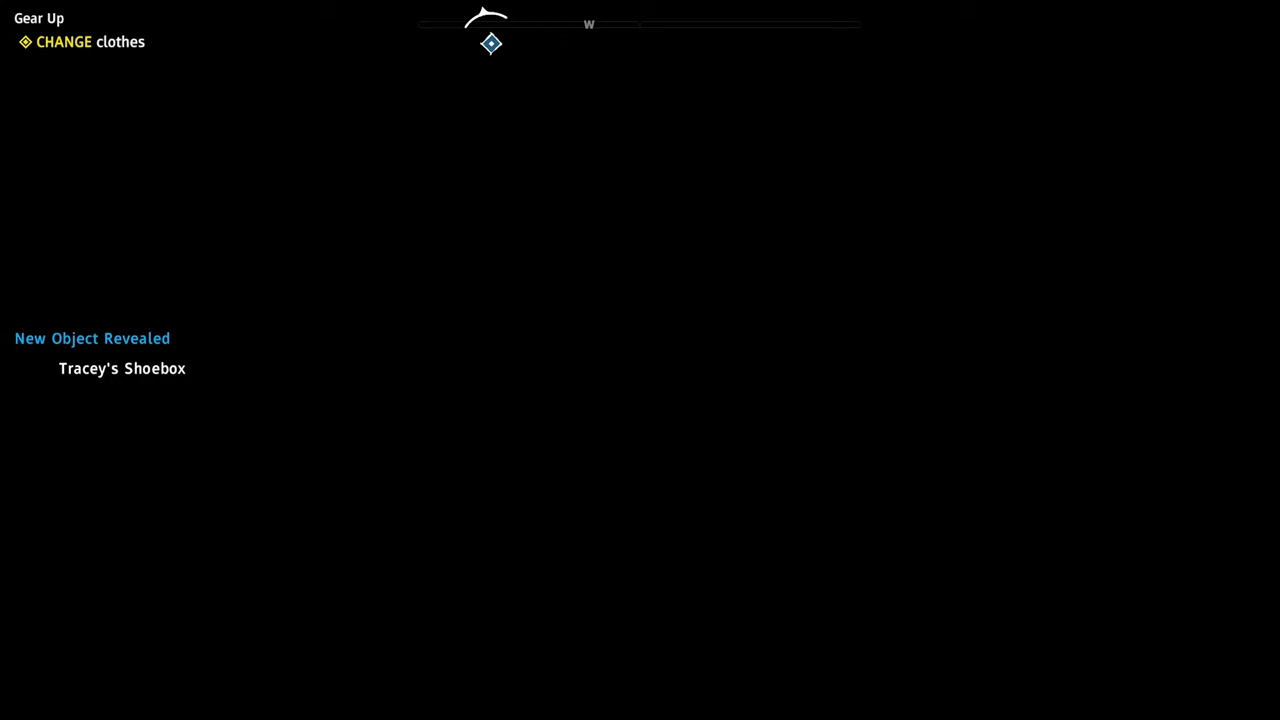 Gear Up
W
CHANGE clothes
New Object Revealed
Tracey's Shoebox